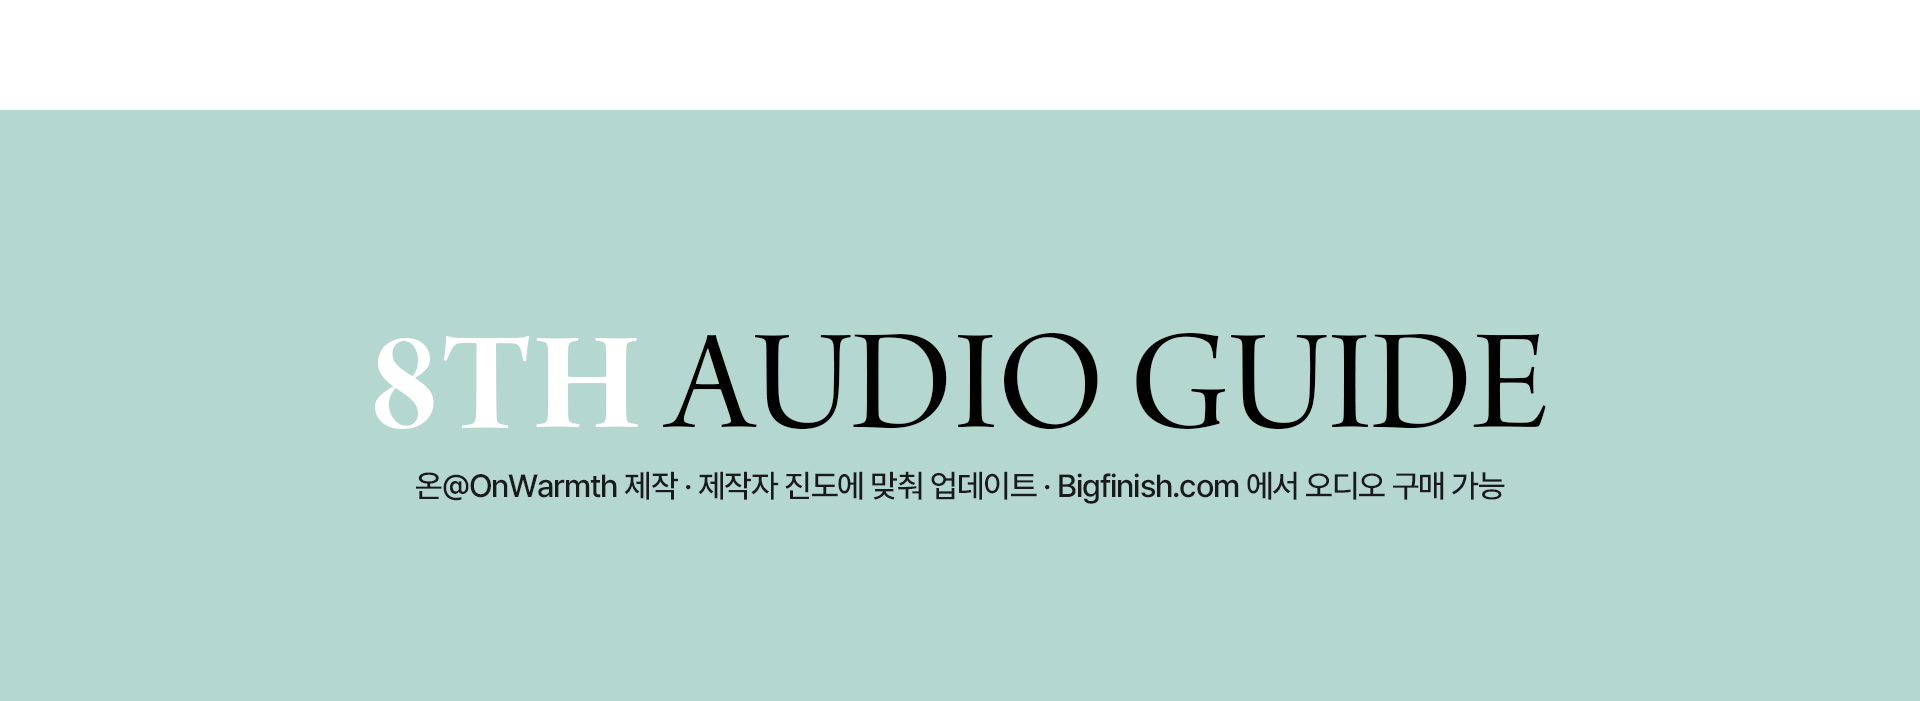 8TH AUDIO GUIDE
온@OnWarmth 제작 · 제작자 진도에 맞춰 업데이트 · Bigfinish.com 에서 오디오 구매 가능